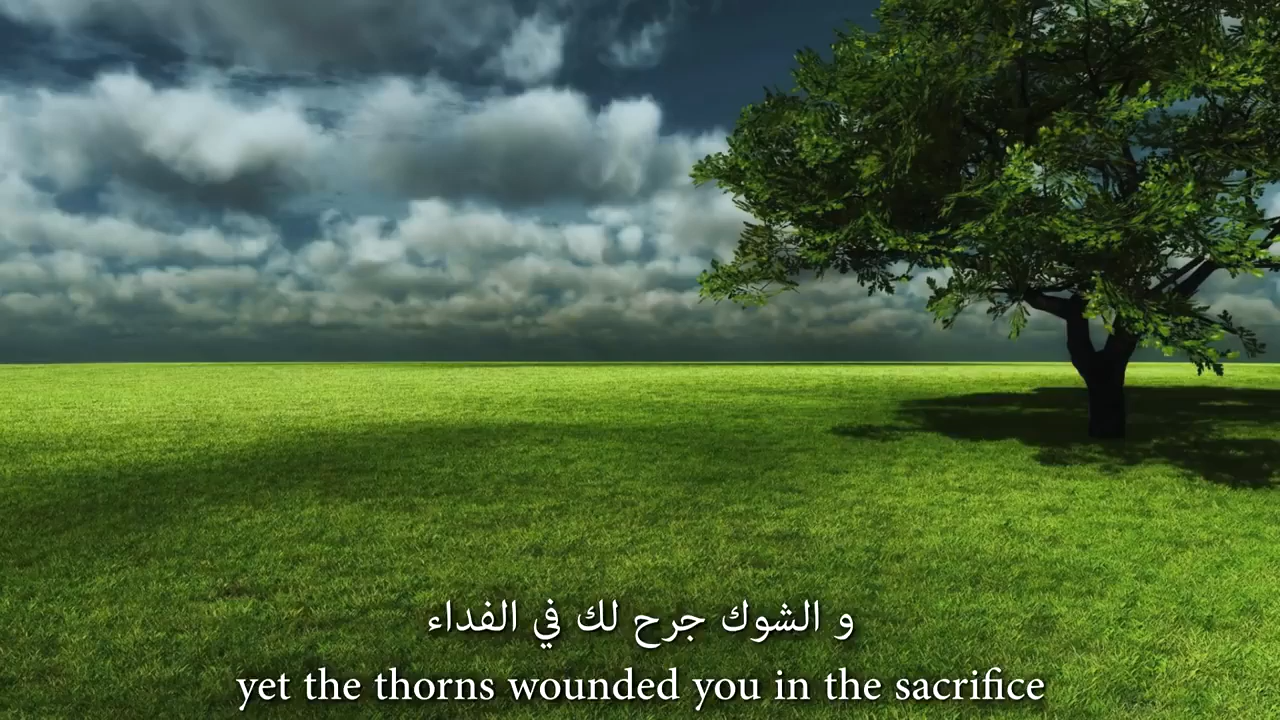 و الشوك جرح لك في الفداء
yet the thorns wounded you in the sacrifice